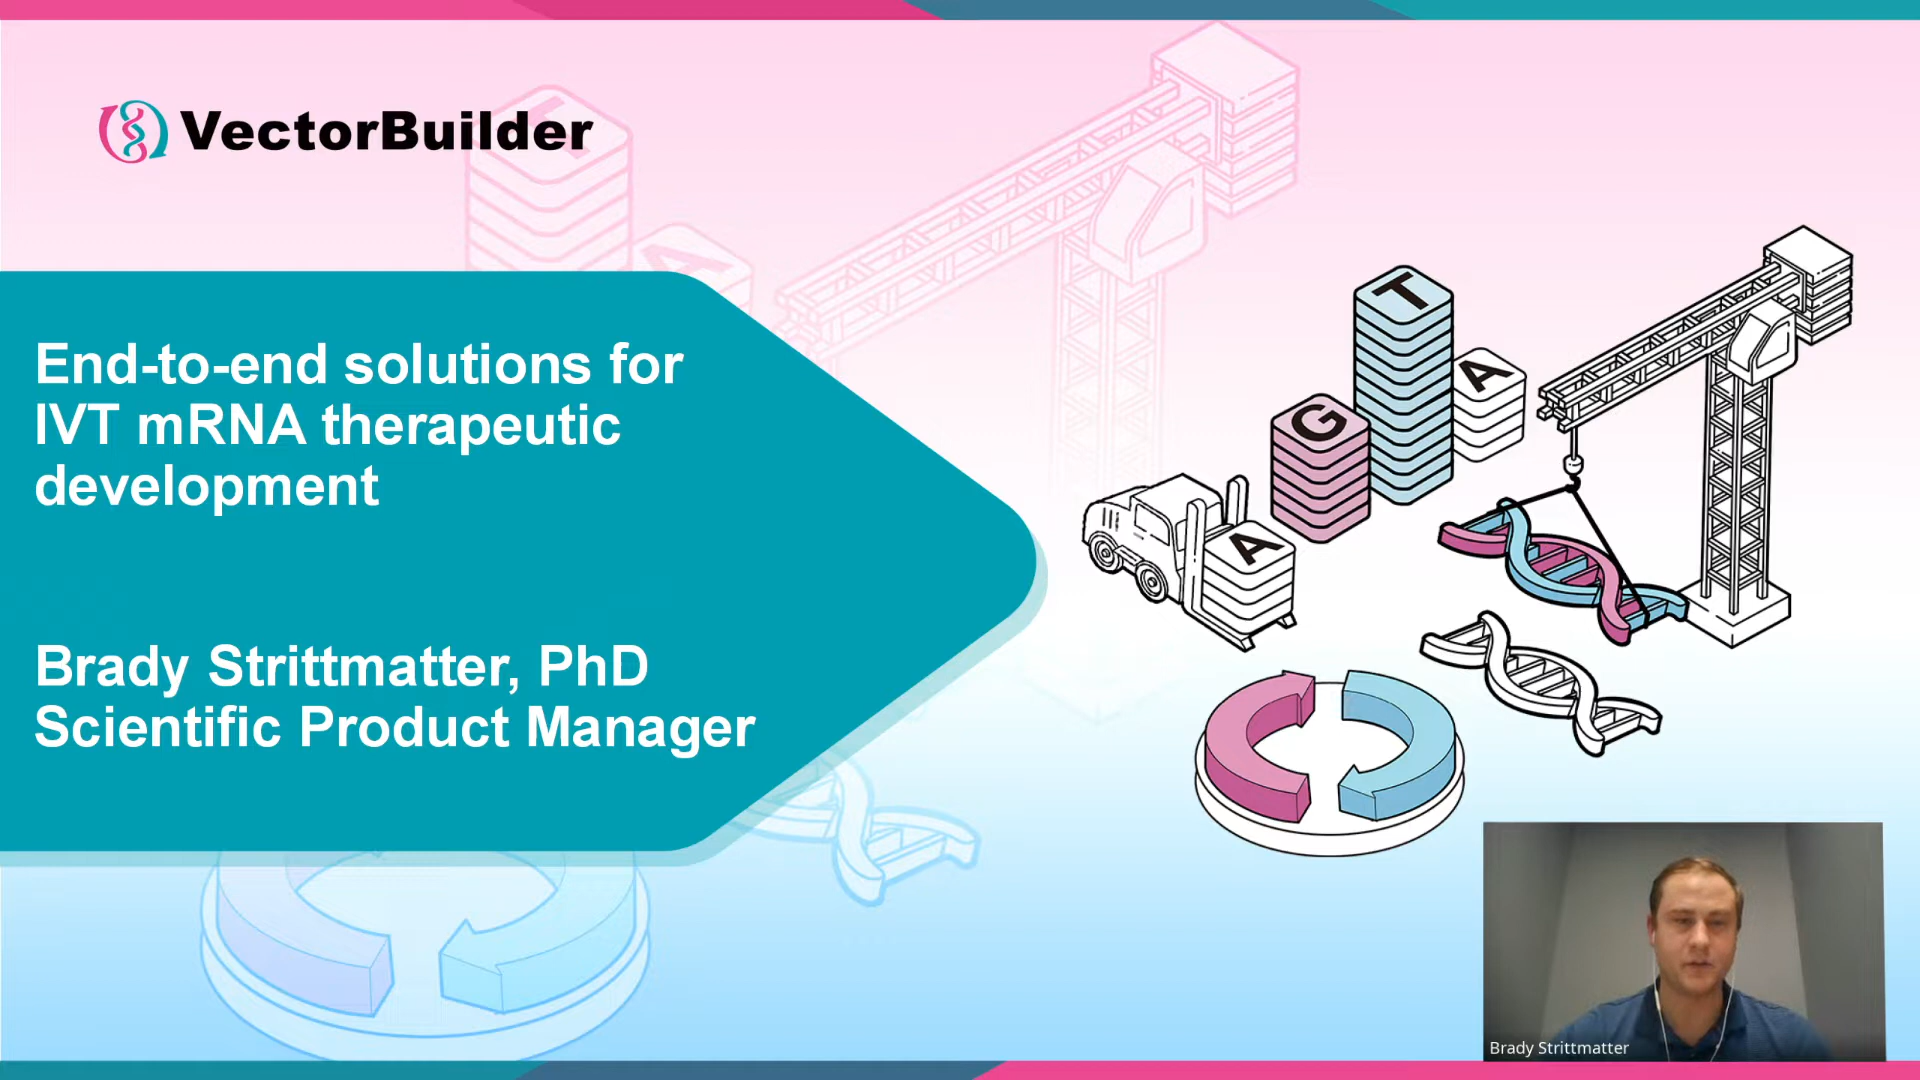 VectorBuilder
End-to-end solutions for
IVT mRNA therapeutic
development
Brady Strittmatter, PhD
Scientific Product Manager
T
A
G
A
Brady Strittmatter